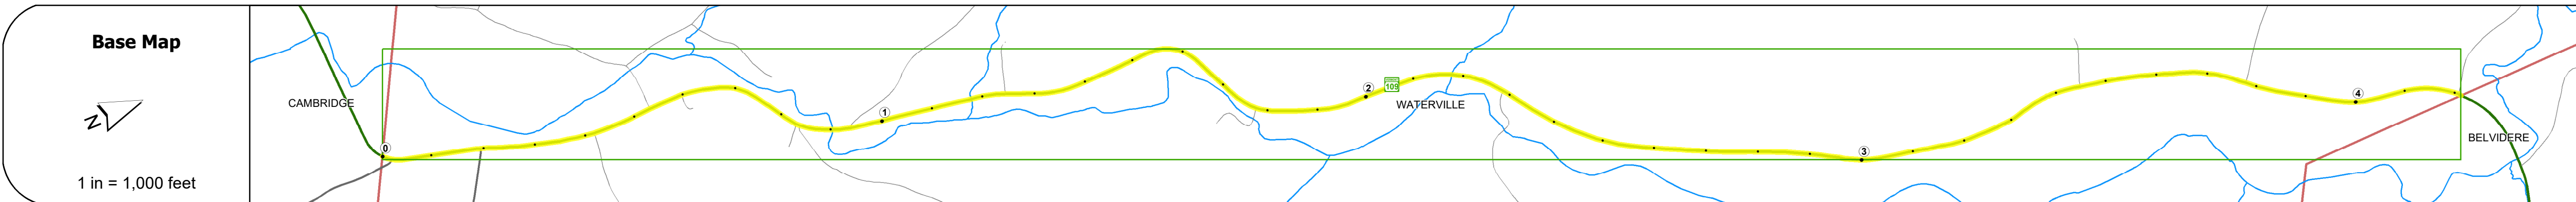 Base Map
N
1 in = 1,000 feet
CAMBRIDGE
0
1
2
109
WATERVILLE
3
4
BELVIDERE